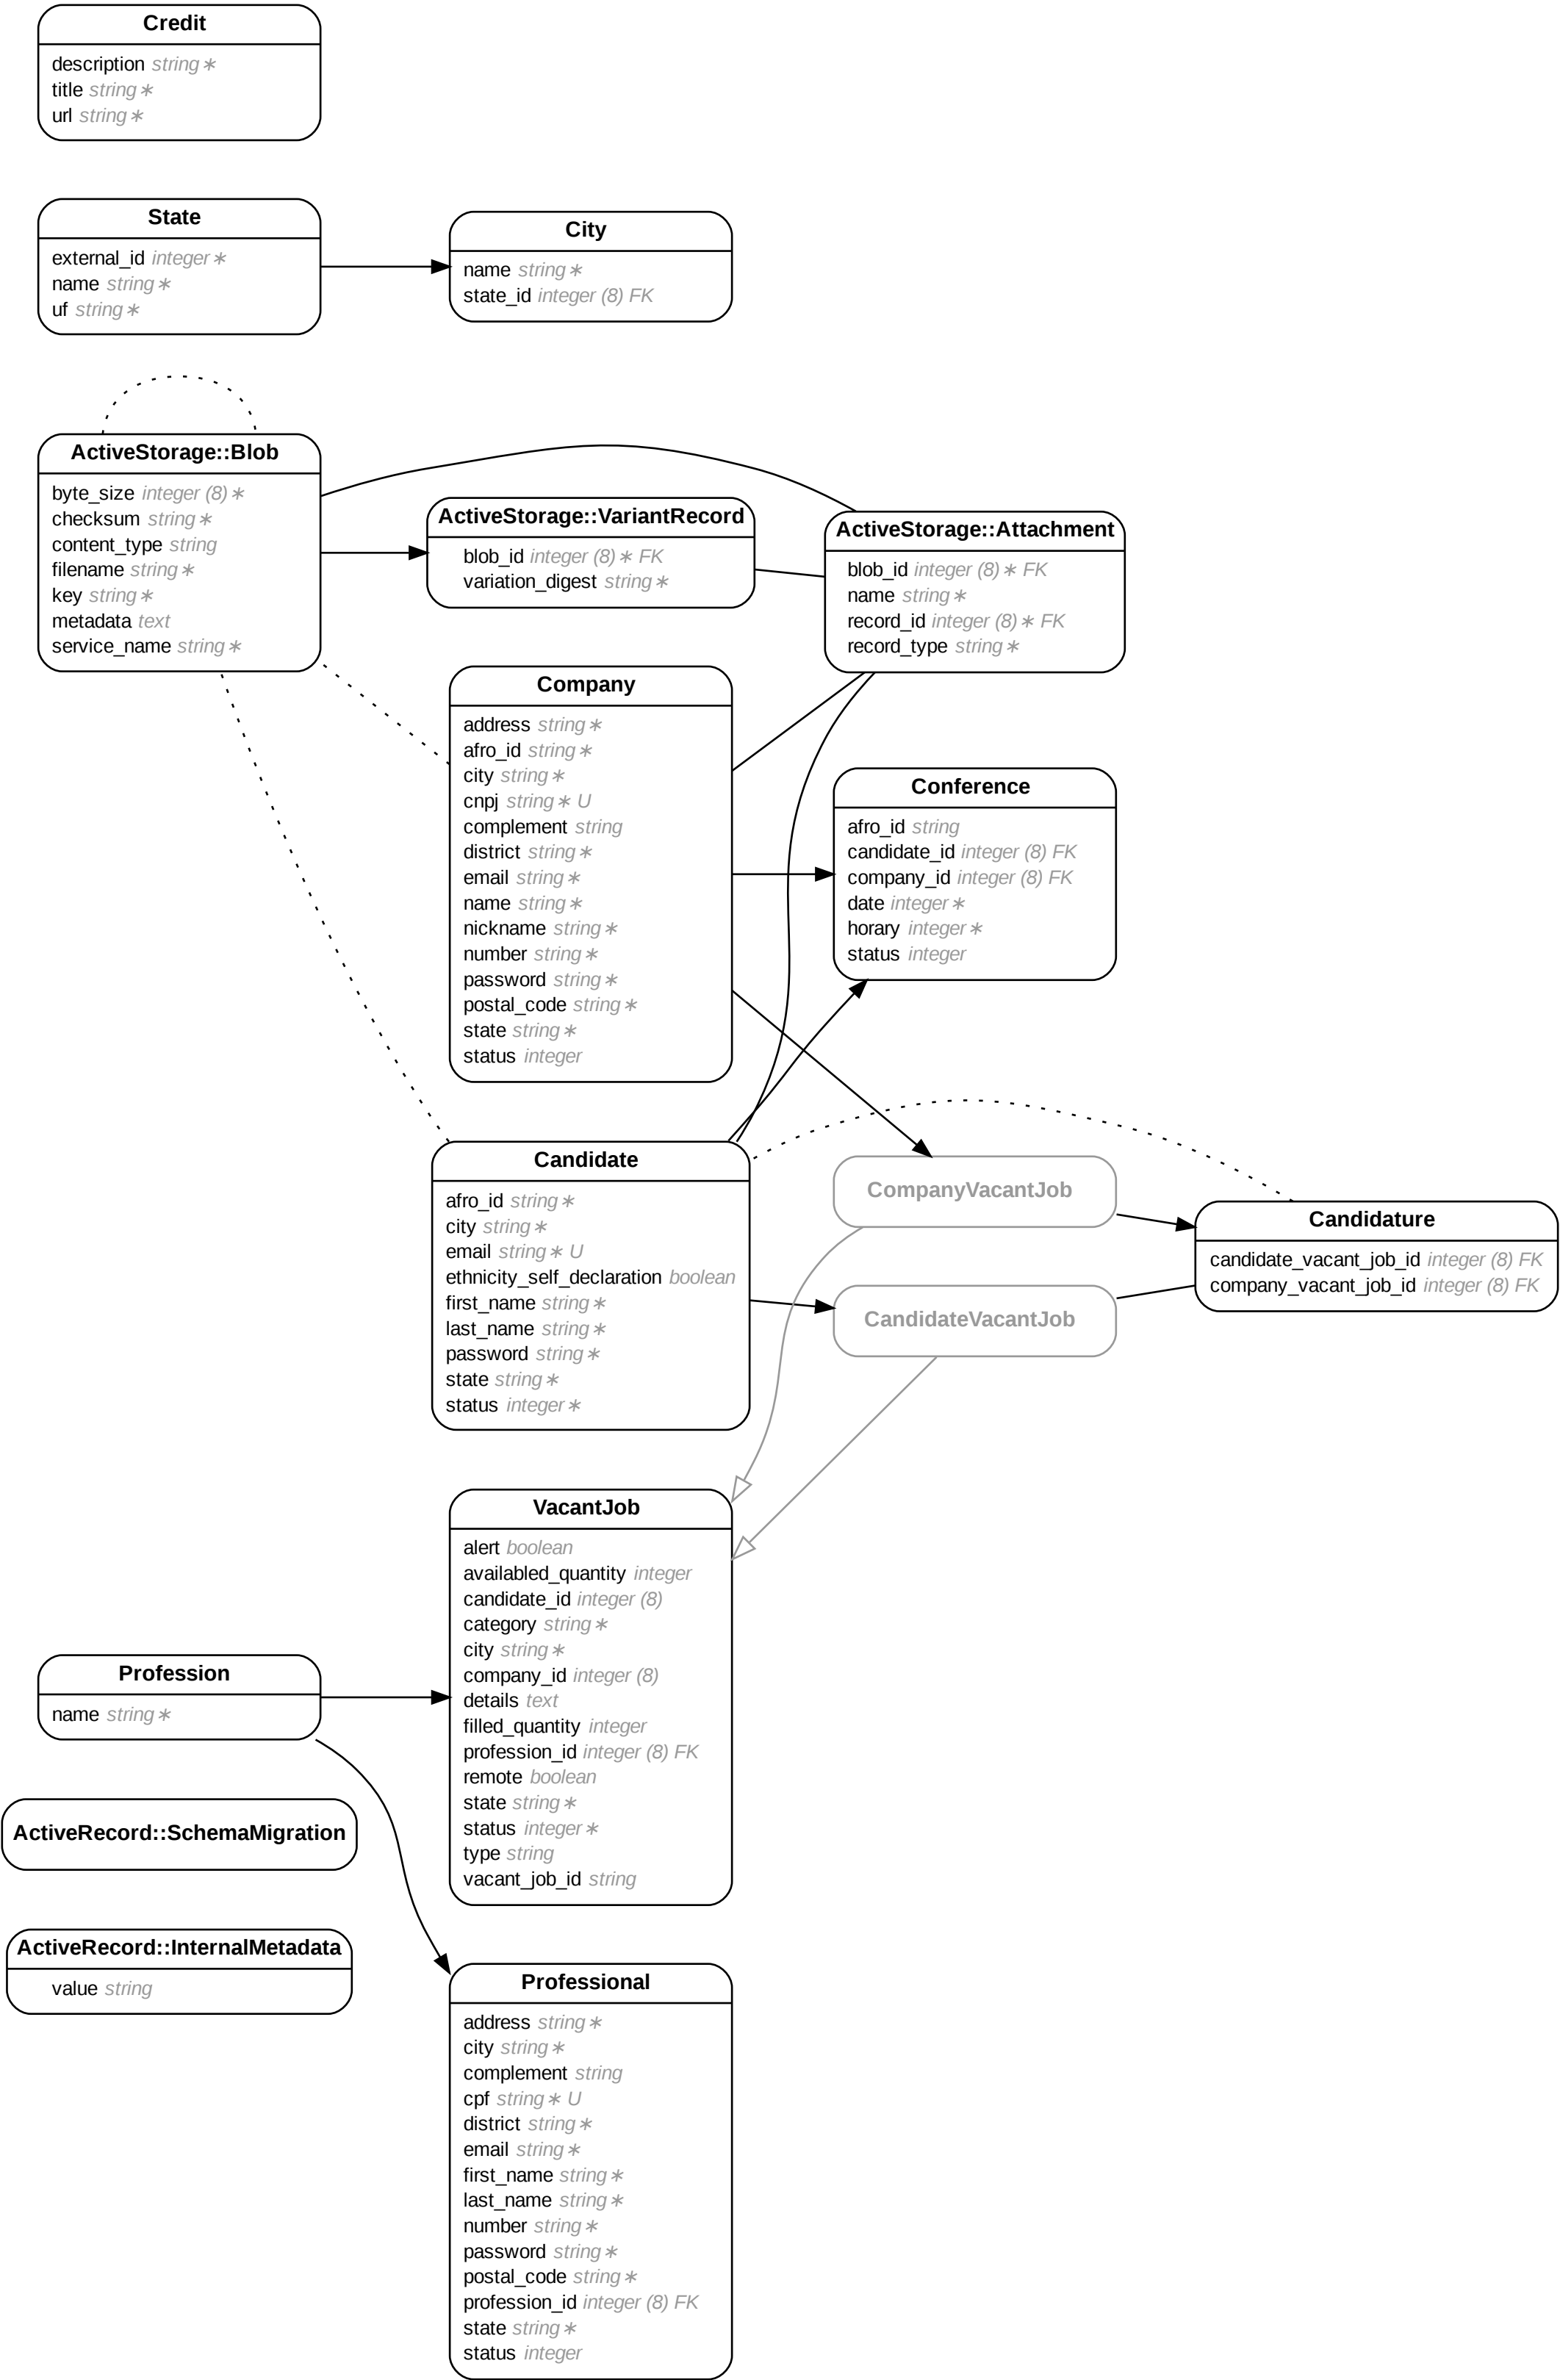 Credit
description string∗
title string∗
url string∗
State
external_id integer∗
name string∗
uf string∗
City
name string∗
state_id integer (8) FK
ActiveStorage::Blob
byte_size integer (8)∗
checksum string∗
content_type string
filename string∗
key string∗
metadata text
service_name string∗
ActiveStorage::VariantRecord
blob_id integer (8)∗ FK
variation_digest string∗
ActiveStorage::Attachment
blob_id integer (8)∗ FK
name string∗
record_id integer (8)∗ FK
record_type string∗
Company
address string∗
afro_id string∗
city string∗
cnpj string∗ U
complement string
district string∗
email string∗
name string∗
nickname string∗
number string∗
password string∗
postal_code string∗
state string∗
status integer
Conference
afro_id string
candidate_id integer (8) FK
company_id integer (8) FK
date integer∗
horary integer∗
status integer
Candidate
afro_id string∗
city string∗
email string∗ U
ethnicity_self_declaration boolean
first_name string∗
last_name string∗
password string∗
state string∗
status integer∗
CompanyVacantJob
CandidateVacantJob
Candidature
candidate_vacant_job_id integer (8) FK
company_vacant_job_id integer (8) FK
VacantJob
alert boolean
availabled_quantity integer
candidate_id integer (8)
category string∗
city string∗
company_id integer (8)
details text
filled_quantity integer
profession_id integer (8) FK
remote boolean
state string∗
status integer∗
type string
vacant_job_id string
Profession
name string∗
ActiveRecord::SchemaMigration
ActiveRecord::InternalMetadata
value string
Professional
address string∗
city string∗
complement string
cpf string∗ U
district string∗
email string∗
first_name string∗
last_name string∗
number string∗
password string∗
postal_code string∗
profession_id integer (8) FK
state string∗
status integer